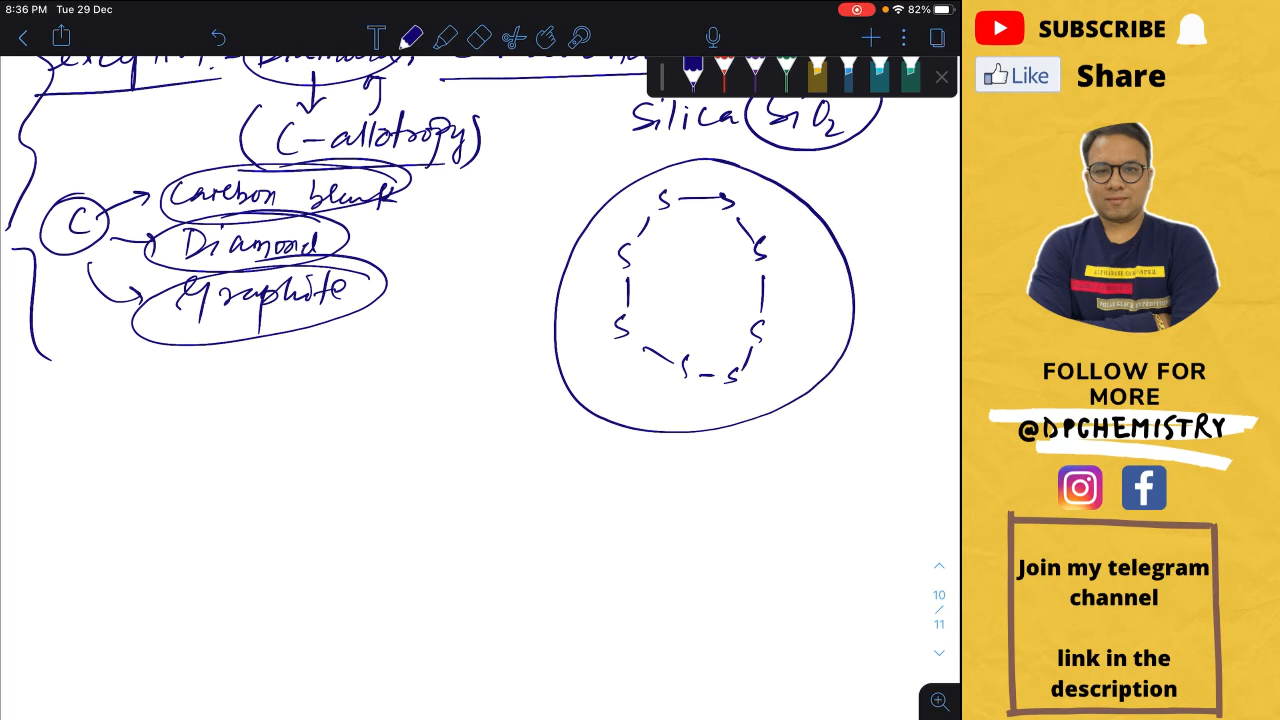 8:36 PM Tue 29 Dec
82%
Silica (SiO2
(C-allotropy)
C
Carbon black
Diamond
Graphite
S S
S S
S S
S S
10
/
11
SUBSCRIBE
Like Share
FOLLOW FOR
MORE
@DPCHEMISTRY
Join my telegram
channel
link in the
description